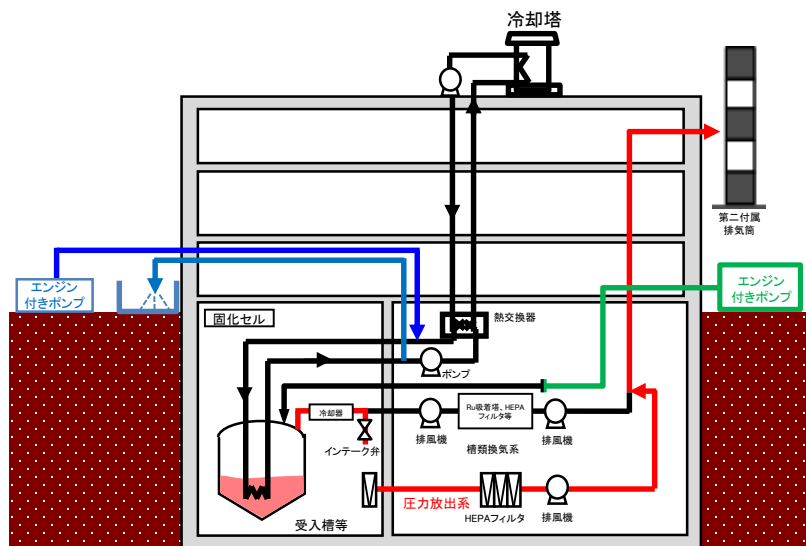 冷却塔
第二付属
排気筒
エンジン
付きポンプ
エンジン
付きポンプ
固化セル
熱交換器
ポンプ
冷却器
Ru吸着塔、HEPA
フィルタ等
排風機
排風機
インテーク弁
槽類換気系
圧力放出系
受入槽等
HEPAフィルタ
排風機